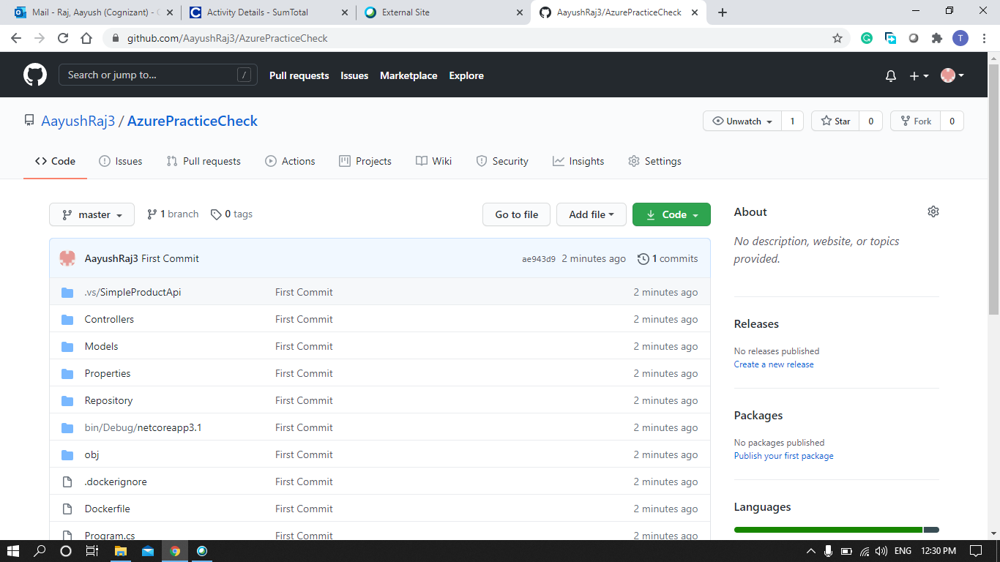 Mail - Raj, Aayush (Cognizant) -
Activity Details - SumTotal
External Site
AayushRaj3/AzurePracticeCheck
github.com/AayushRaj3/AzurePracticeCheck
T
Search or jump to...
/
Pull requests
Issues
Marketplace
Explore
AayushRaj3 / AzurePracticeCheck
Unwatch 1
Star 0
Fork 0
Code
Issues
Pull requests
Actions
Projects
Wiki
Security
Insights
Settings
master
1 branch
0 tags
Go to file
Add file
Code
AayushRaj3 First Commit ae943d9 2 minutes ago 1 commits
.vs/SimpleProductApi First Commit 2 minutes ago
Controllers First Commit 2 minutes ago
Models First Commit 2 minutes ago
Properties First Commit 2 minutes ago
Repository First Commit 2 minutes ago
bin/Debug/netcoreapp3.1 First Commit 2 minutes ago
obj First Commit 2 minutes ago
.dockerignore First Commit 2 minutes ago
Dockerfile First Commit 2 minutes ago
Program.cs First Commit 2 minutes ago
About
No description, website, or topics
provided.
Releases
No releases published
Create a new release
Packages
No packages published
Publish your first package
Languages
ENG
12:30 PM